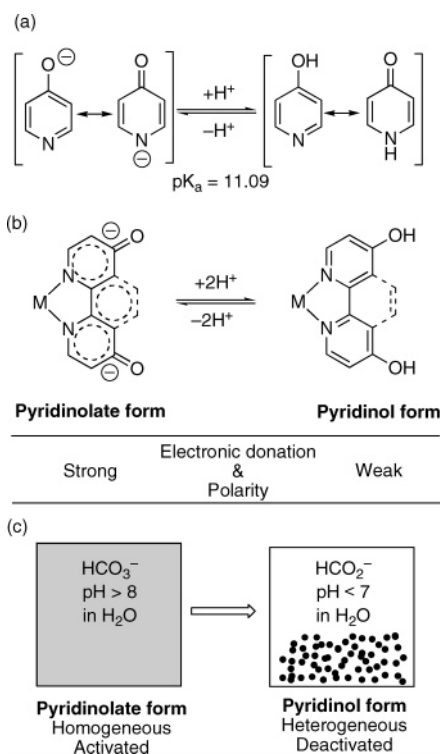 (a)
O ⊖ O OH O
+H⁺
−H⁺
N N ⊖ N N
H
pKₐ = 11.09
(b)
⊖ O OH
N +2H⁺ N
M −2H⁺ M
N N
⊖ O OH
Pyridinolate form Pyridinol form
Electronic donation
Strong & Weak
Polarity
(c)
HCO₃⁻ HCO₂⁻
pH > 8 pH < 7
in H₂O in H₂O
Pyridinolate form Pyridinol form
Homogeneous Heterogeneous
Activated Deactivated